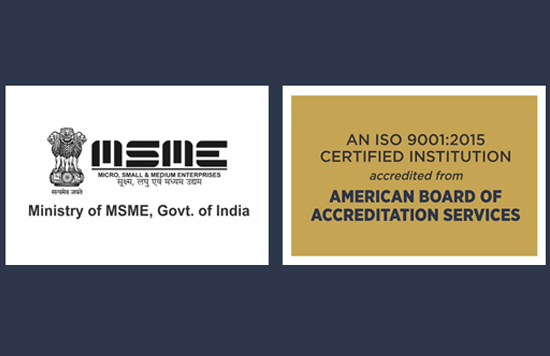 MSME
MICRO, SMALL & MEDIUM ENTERPRISES
सूक्ष्म, लघु एवं मध्यम उद्यम
सत्यमेव जयते
Ministry of MSME, Govt. of India
AN ISO 9001:2015
CERTIFIED INSTITUTION
accredited from
AMERICAN BOARD OF
ACCREDITATION SERVICES